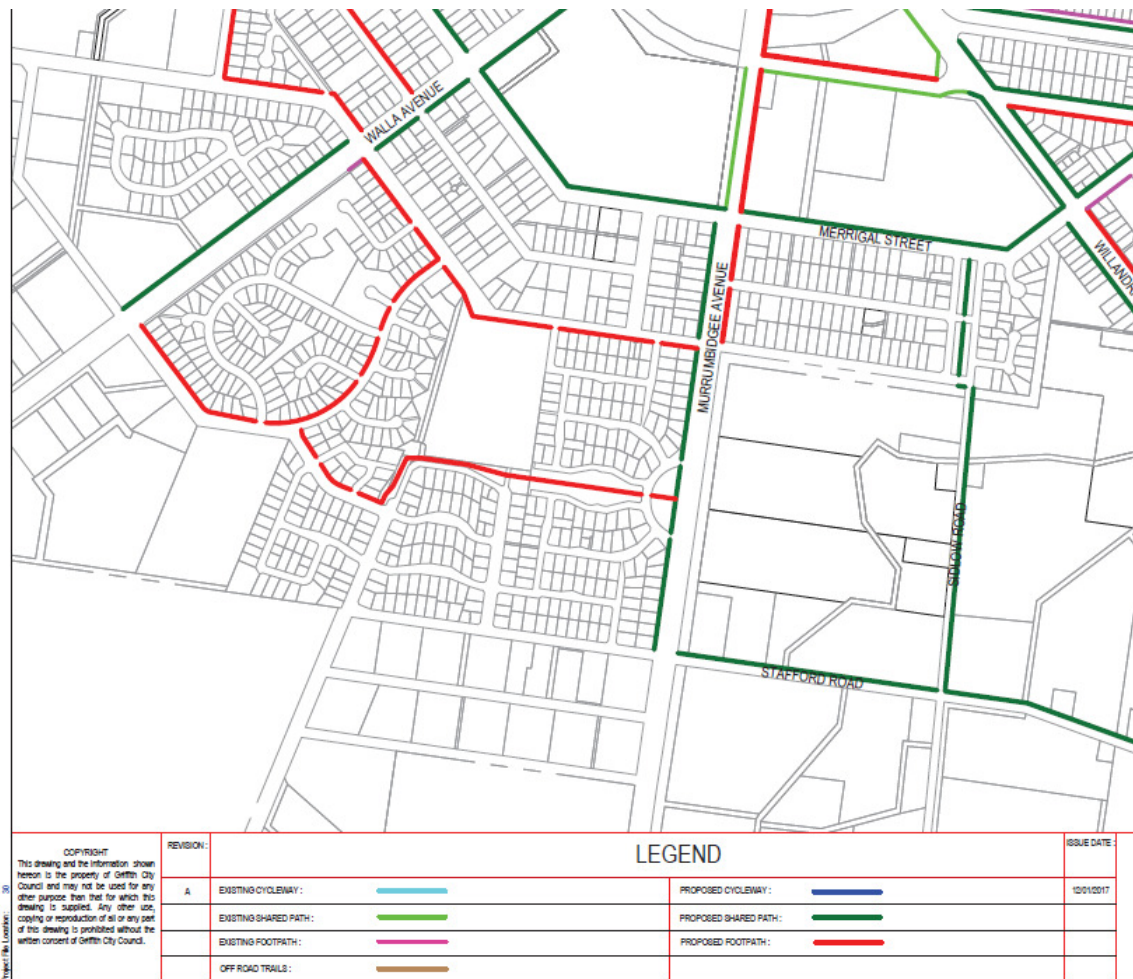 WALLA AVENUE
MERRIGAL STREET
MURRUMBIDGEE AVENUE
SIDLOW ROAD
STAFFORD ROAD
COPYRIGHT
This drawing and the information shown
hereon is the property of Griffith City
Council and may not be used for any
other purpose than that for which this
drawing is supplied. Any other use,
copying or reproduction of all or any part
of this drawing is prohibited without the
written consent of Griffith City Council.
Project File Location: 30
REVISION :
A
LEGEND
ISSUE DATE :
12/01/2017
EXISTING CYCLEWAY :
PROPOSED CYCLEWAY :
EXISTING SHARED PATH :
PROPOSED SHARED PATH :
EXISTING FOOTPATH :
PROPOSED FOOTPATH :
OFF ROAD TRAILS :